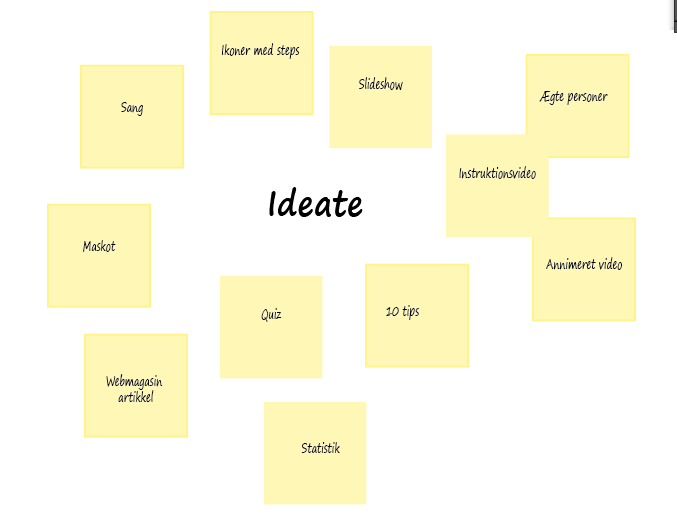 Ikoner med steps
Slideshow
Ægte personer
Sang
Instruktionsvideo
Ideate
Maskot
Annimeret video
Quiz
10 tips
Webmagasin
artikkel
Statistik